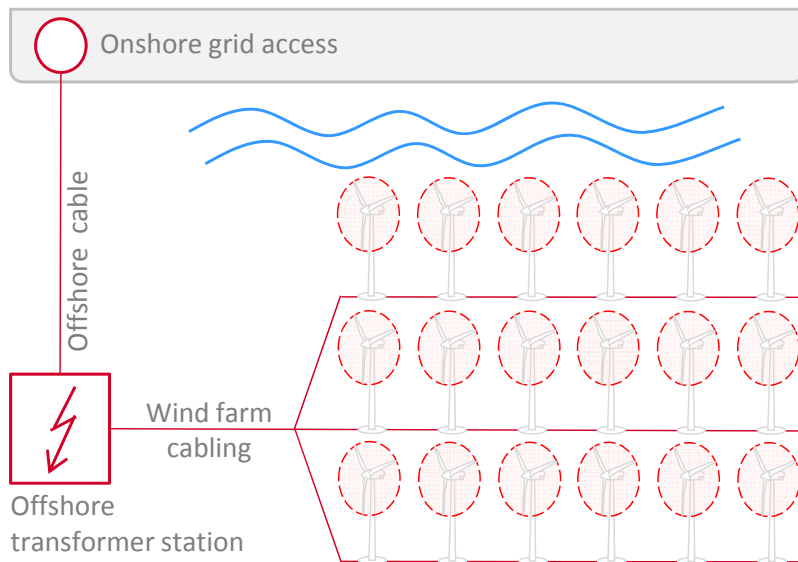 Onshore grid access
Offshore cable
Wind farm
cabling
Offshore
transformer station